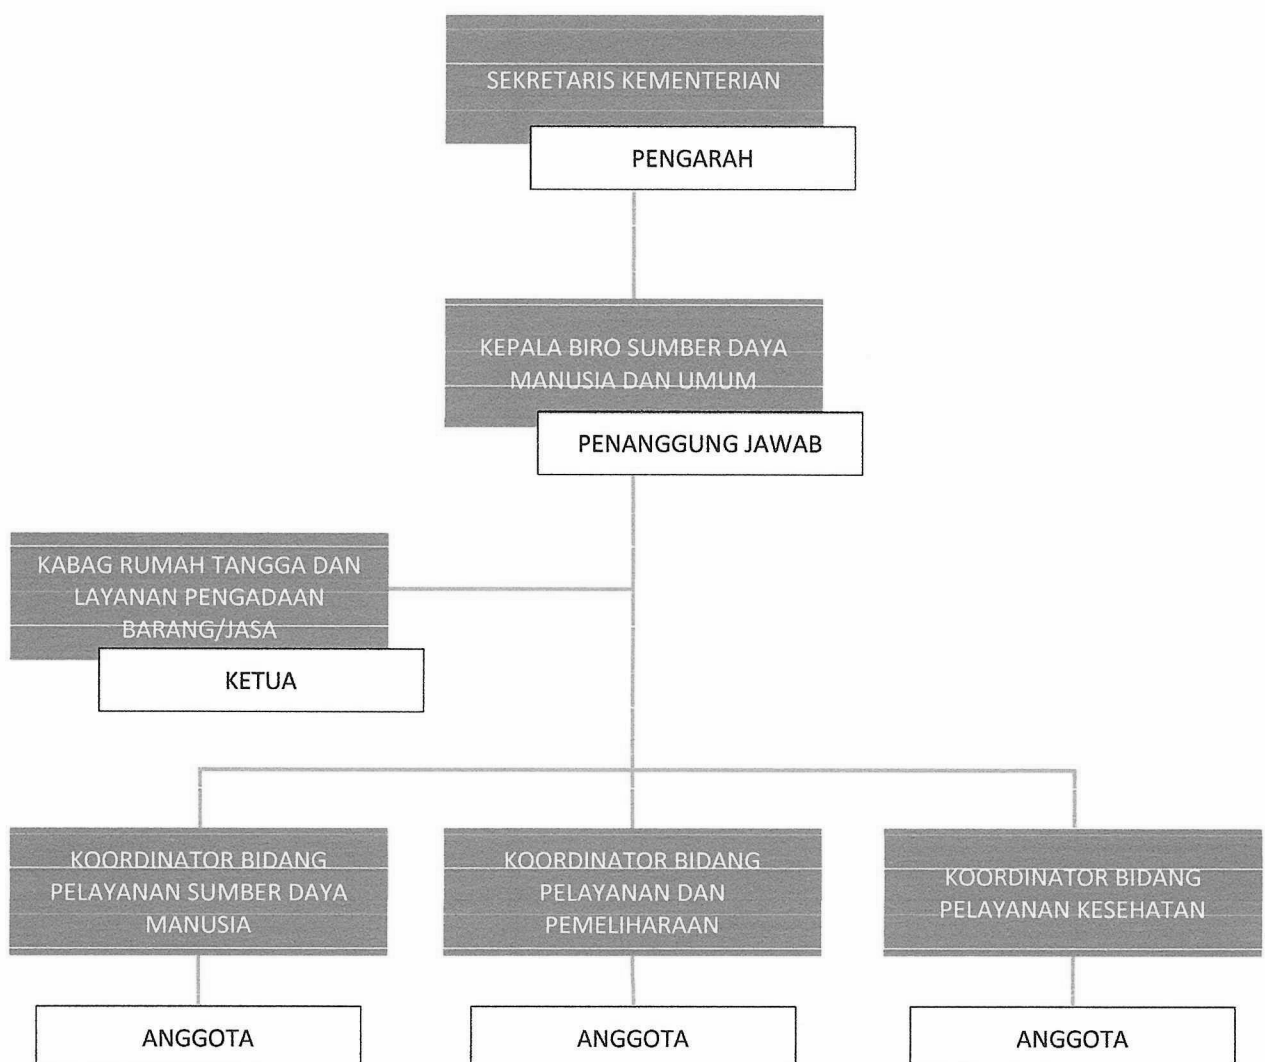 SEKRETARIS KEMENTERIAN
PENGARAH
KEPALA BIRO SUMBER DAYA
MANUSIA DAN UMUM
PENANGGUNG JAWAB
KABAG RUMAH TANGGA DAN
LAYANAN PENGADAAN
BARANG/JASA
KETUA
KOORDINATOR BIDANG
PELAYANAN SUMBER DAYA
MANUSIA
KOORDINATOR BIDANG
PELAYANAN DAN
PEMELIHARAAN
KOORDINATOR BIDANG
PELAYANAN KESEHATAN
ANGGOTA
ANGGOTA
ANGGOTA